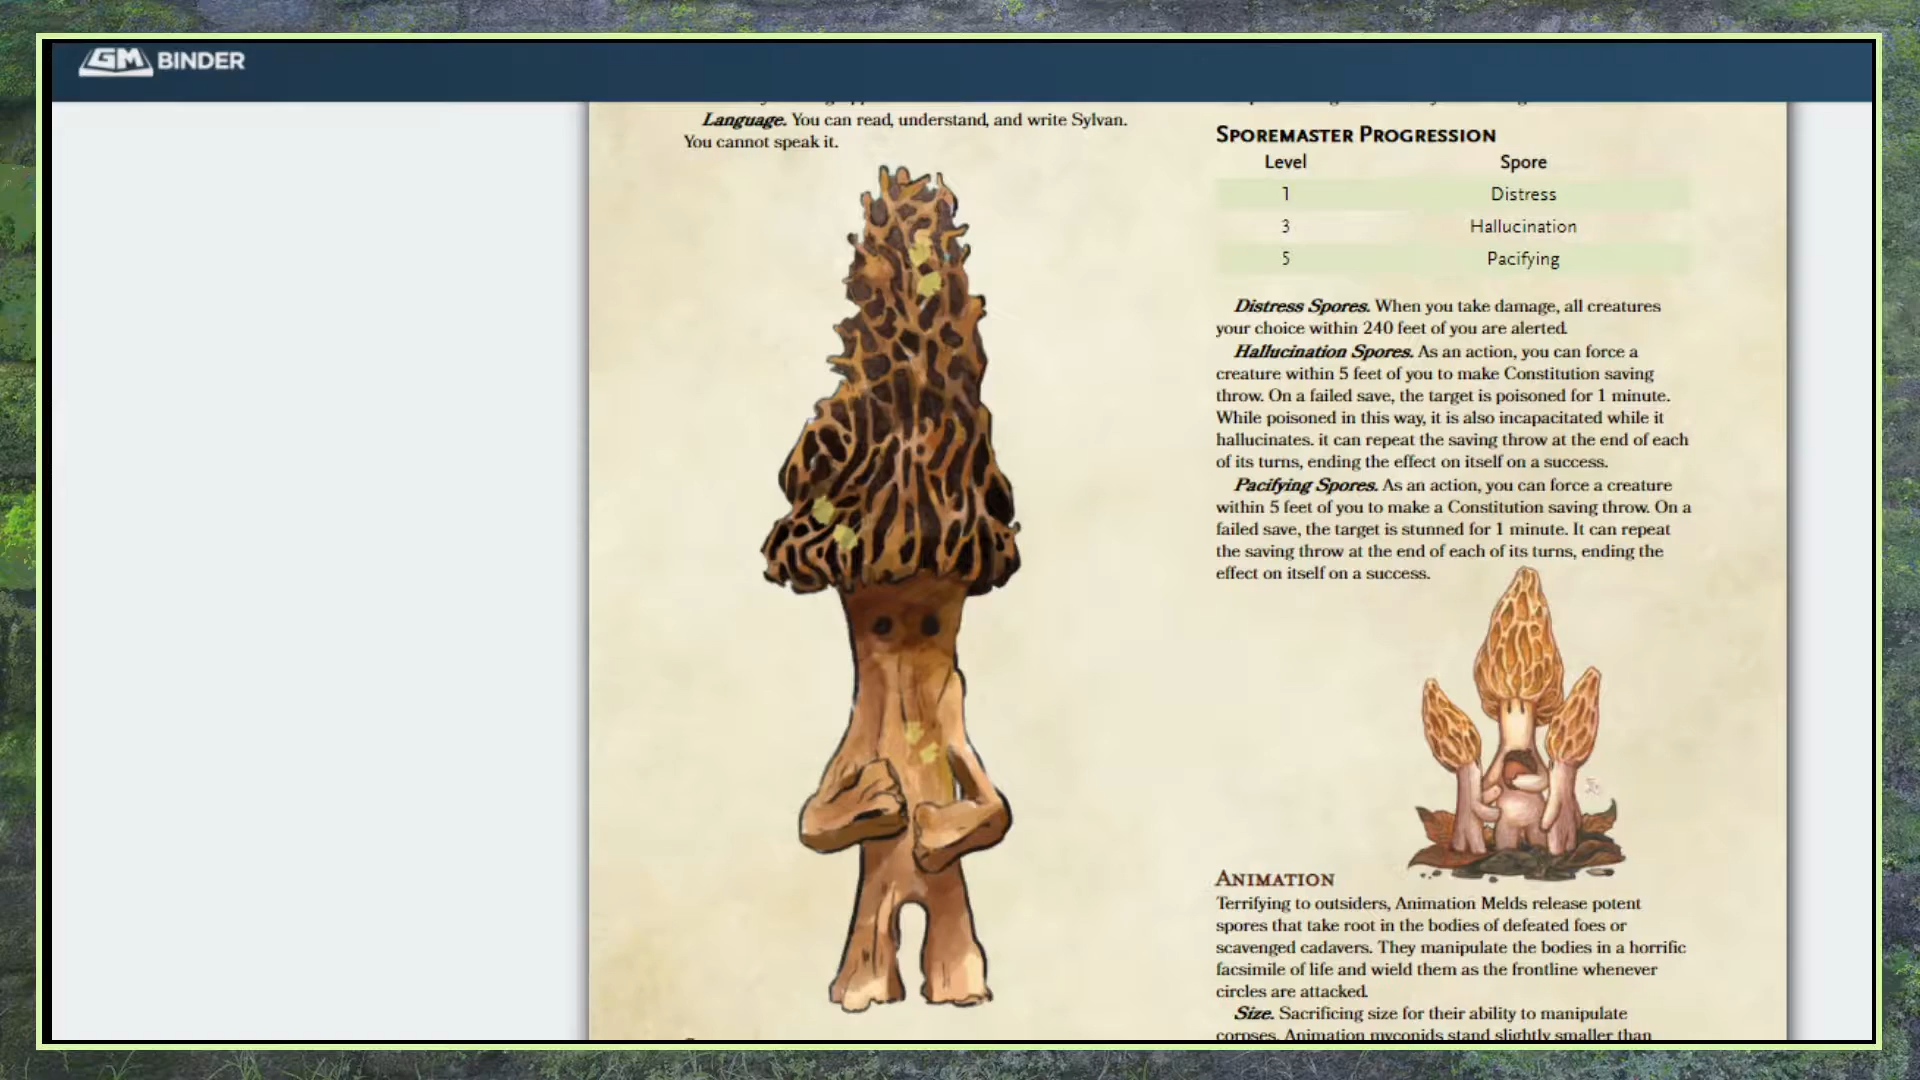 GM BINDER
Language. You can read, understand, and write Sylvan.
You cannot speak it.
SPOREMASTER PROGRESSION
Level Spore
1 Distress
3 Hallucination
5 Pacifying
Distress Spores. When you take damage, all creatures
your choice within 240 feet of you are alerted.
Hallucination Spores. As an action, you can force a
creature within 5 feet of you to make Constitution saving
throw. On a failed save, the target is poisoned for 1 minute.
While poisoned in this way, it is also incapacitated while it
hallucinates. it can repeat the saving throw at the end of each
of its turns, ending the effect on itself on a success.
Pacifying Spores. As an action, you can force a creature
within 5 feet of you to make a Constitution saving throw. On a
failed save, the target is stunned for 1 minute. It can repeat
the saving throw at the end of each of its turns, ending the
effect on itself on a success.
ANIMATION
Terrifying to outsiders, Animation Melds release potent
spores that take root in the bodies of defeated foes or
scavenged cadavers. They manipulate the bodies in a horrific
facsimile of life and wield them as the frontline whenever
circles are attacked.
Size. Sacrificing size for their ability to manipulate
corpses, Animation myconids stand slightly smaller than